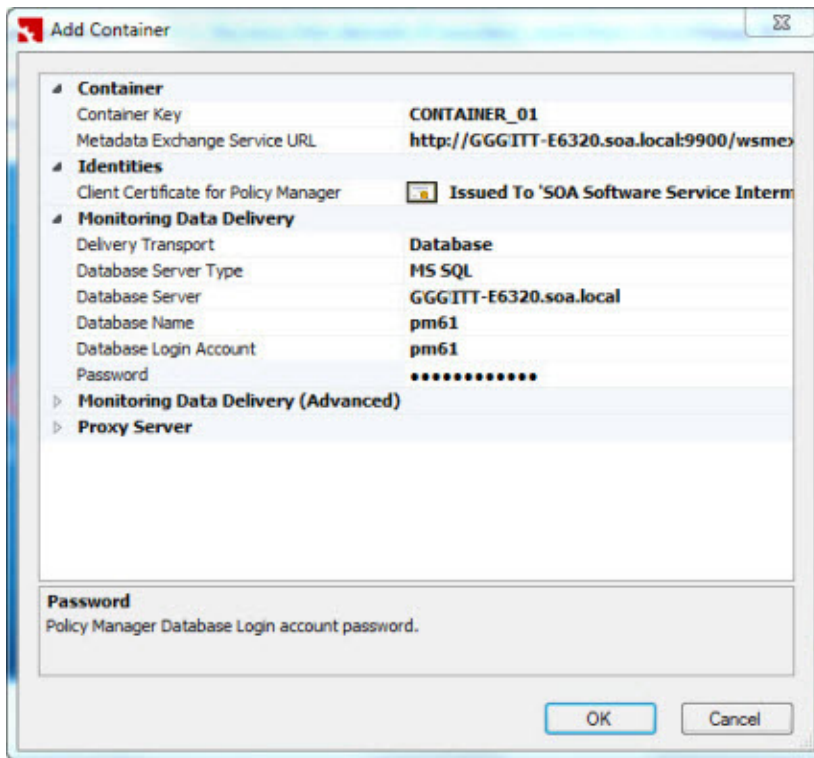 Add Container
Container
Container Key CONTAINER_01
Metadata Exchange Service URL http://GGGITT-E6320.soa.local:9900/wsmex
Identities
Client Certificate for Policy Manager Issued To 'SOA Software Service Interm
Monitoring Data Delivery
Delivery Transport Database
Database Server Type MS SQL
Database Server GGGITT-E6320.soa.local
Database Name pm61
Database Login Account pm61
Password ••••••••••••
Monitoring Data Delivery (Advanced)
Proxy Server
Password
Policy Manager Database Login account password.
OK Cancel